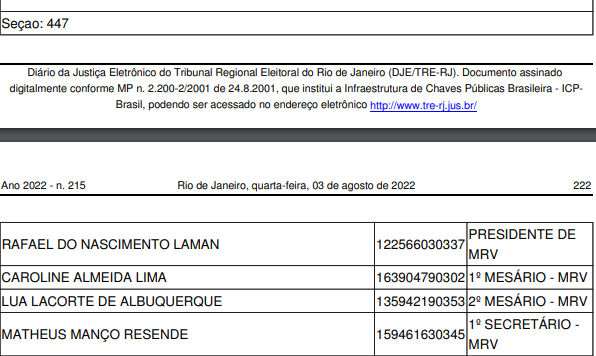 Seçao: 447
Diário da Justiça Eletrônico do Tribunal Regional Eleitoral do Rio de Janeiro (DJE/TRE-RJ). Documento assinado
digitalmente conforme MP n. 2.200-2/2001 de 24.8.2001, que institui a Infraestrutura de Chaves Públicas Brasileira - ICP-
Brasil, podendo ser acessado no endereço eletrônico http://www.tre-rj.jus.br/
Ano 2022 - n. 215 Rio de Janeiro, quarta-feira, 03 de agosto de 2022 222
RAFAEL DO NASCIMENTO LAMAN 122566030337 PRESIDENTE DE
MRV
CAROLINE ALMEIDA LIMA 163904790302 1º MESÁRIO - MRV
LUA LACORTE DE ALBUQUERQUE 135942190353 2º MESÁRIO - MRV
MATHEUS MANÇO RESENDE 159461630345 1º SECRETÁRIO -
MRV